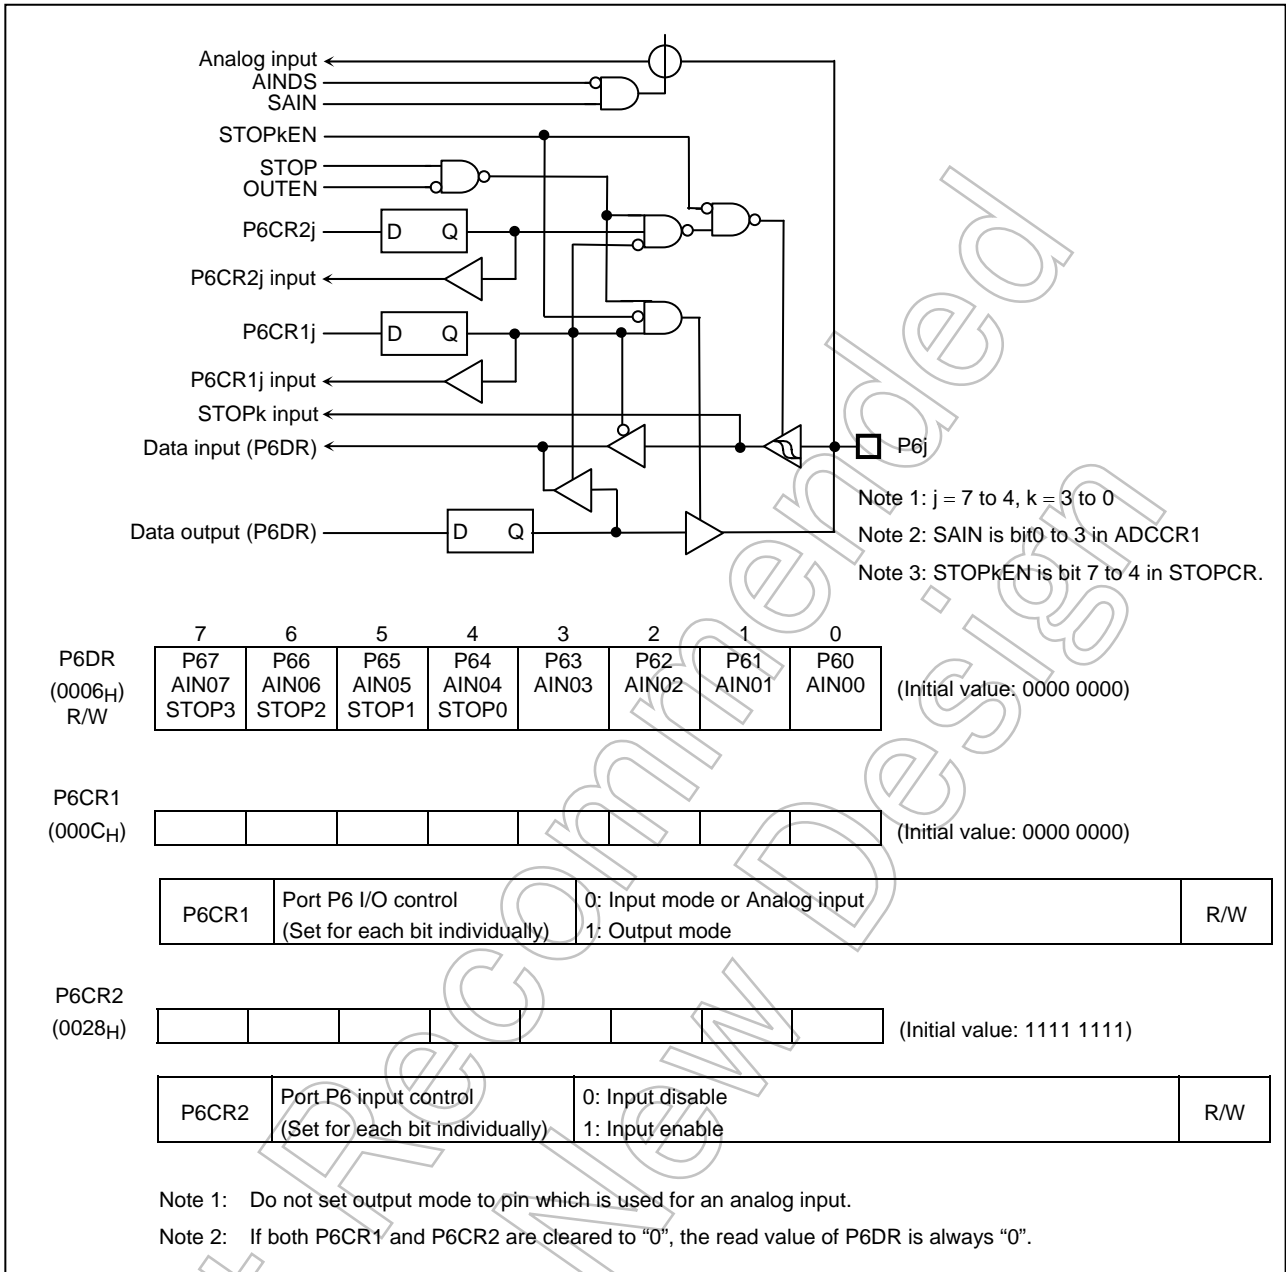 Analog input
AINDS
SAIN
STOPkEN
STOP
OUTEN
P6CR2j
D Q
P6CR2j input
P6CR1j
D Q
P6CR1j input
STOPk input
Data input (P6DR)
P6j
Note 1: j = 7 to 4, k = 3 to 0
Data output (P6DR)
D Q
Note 2: SAIN is bit0 to 3 in ADCCR1
Note 3: STOPkEN is bit 7 to 4 in STOPCR.
7 6 5 4 3 2 1 0
P6DR
(0006H)
R/W
P67 AIN07 STOP3
P66 AIN06 STOP2
P65 AIN05 STOP1
P64 AIN04 STOP0
P63 AIN03
P62 AIN02
P61 AIN01
P60 AIN00
(Initial value: 0000 0000)
P6CR1
(000CH)
(Initial value: 0000 0000)
P6CR1
Port P6 I/O control
(Set for each bit individually)
0: Input mode or Analog input
1: Output mode
R/W
P6CR2
(0028H)
(Initial value: 1111 1111)
P6CR2
Port P6 input control
(Set for each bit individually)
0: Input disable
1: Input enable
R/W
Note 1: Do not set output mode to pin which is used for an analog input.
Note 2: If both P6CR1 and P6CR2 are cleared to “0”, the read value of P6DR is always “0”.
Recommended
New Design